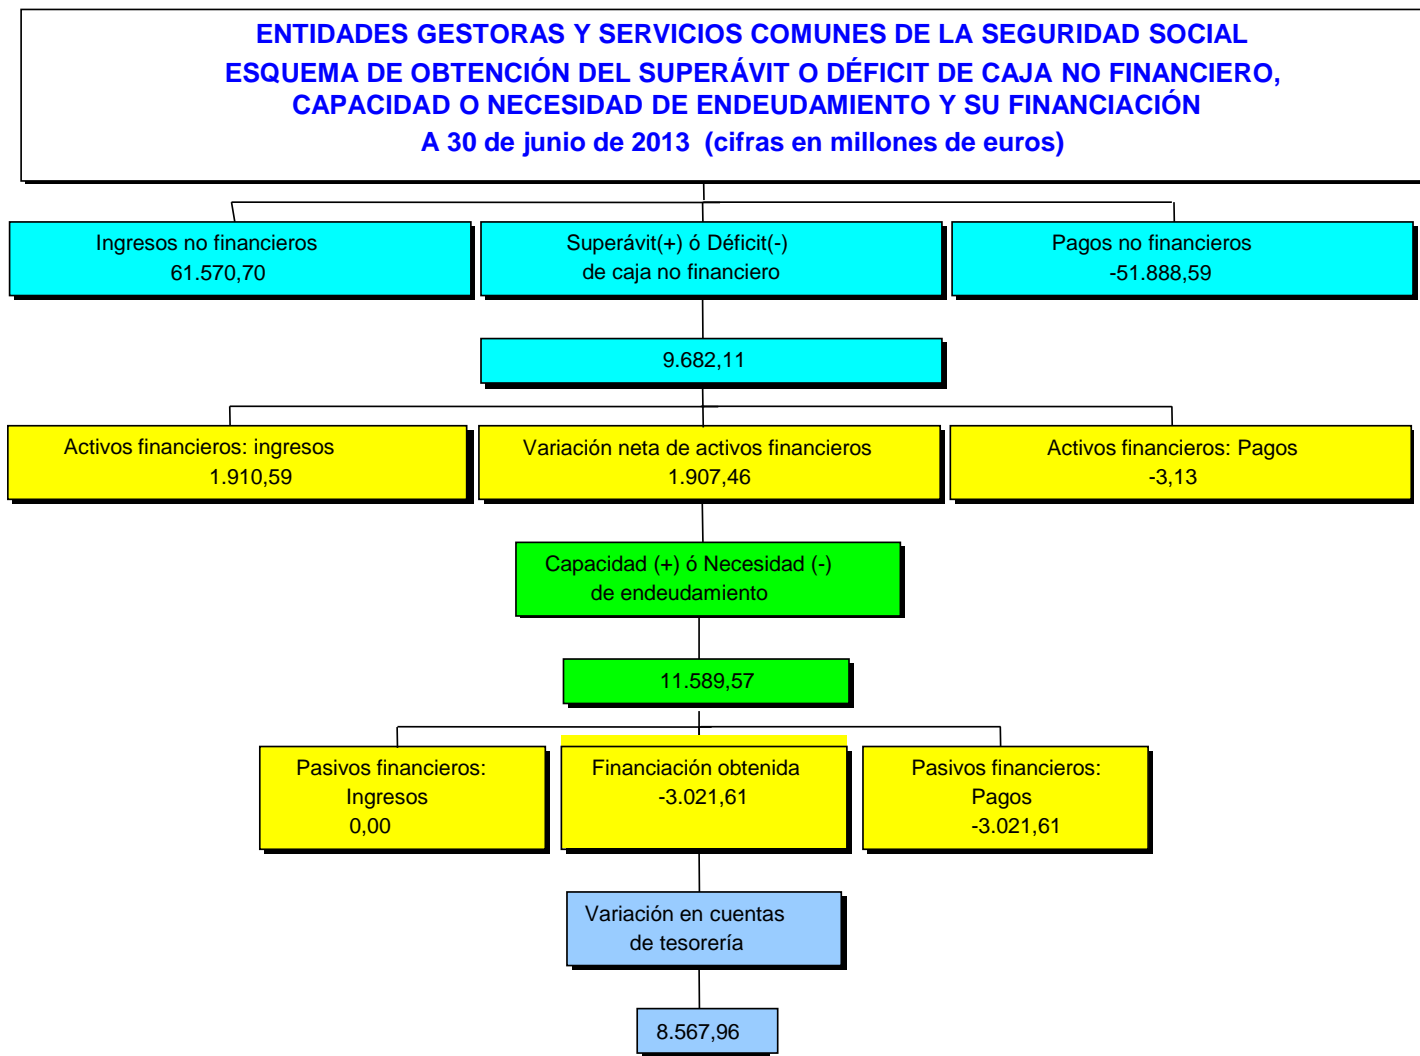 ENTIDADES GESTORAS Y SERVICIOS COMUNES DE LA SEGURIDAD SOCIAL
ESQUEMA DE OBTENCIÓN DEL SUPERÁVIT O DÉFICIT DE CAJA NO FINANCIERO,
CAPACIDAD O NECESIDAD DE ENDEUDAMIENTO Y SU FINANCIACIÓN
A 30 de junio de 2013 (cifras en millones de euros)
Ingresos no financieros
61.570,70
Superávit(+) ó Déficit(-)
de caja no financiero
Pagos no financieros
-51.888,59
9.682,11
Activos financieros: ingresos
1.910,59
Variación neta de activos financieros
1.907,46
Activos financieros: Pagos
-3,13
Capacidad (+) ó Necesidad (-)
de endeudamiento
11.589,57
Pasivos financieros:
Ingresos
0,00
Financiación obtenida
-3.021,61
Pasivos financieros:
Pagos
-3.021,61
Variación en cuentas
de tesorería
8.567,96